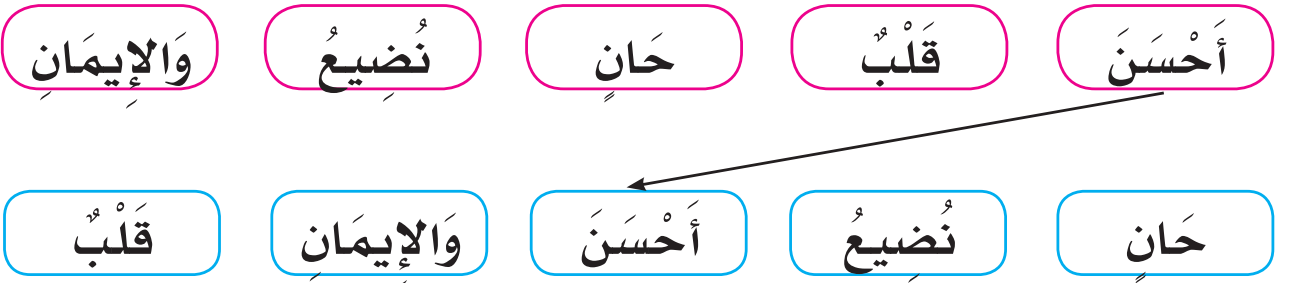 أَحْسَنَ قَلْبٌ حَانٍ نُضِيعُ وَالإِيمَانِ
حَانٍ نُضِيعُ أَحْسَنَ وَالإِيمَانِ قَلْبٌ